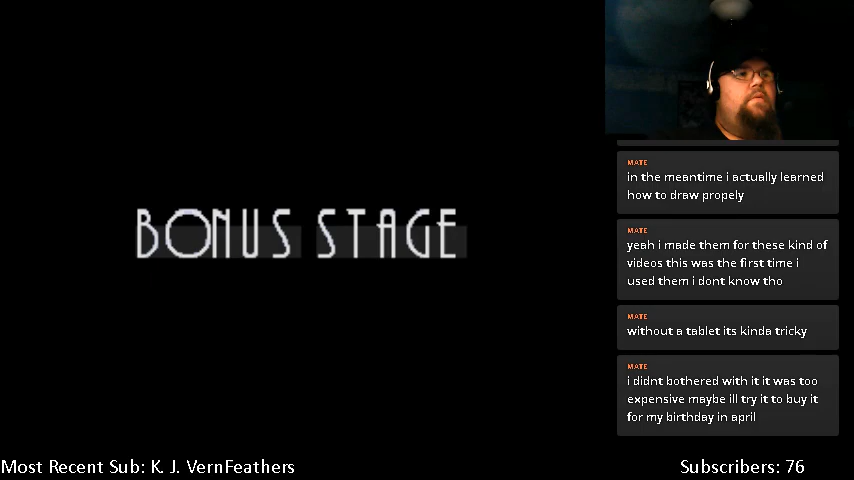 BONUS STAGE
MATE
in the meantime i actually learned
how to draw propely
MATE
yeah i made them for these kind of
videos this was the first time i
used them i dont know tho
MATE
without a tablet its kinda tricky
MATE
i didnt bothered with it it was too
expensive maybe ill try it to buy it
for my birthday in april
Most Recent Sub: K. J. VernFeathers
Subscribers: 76